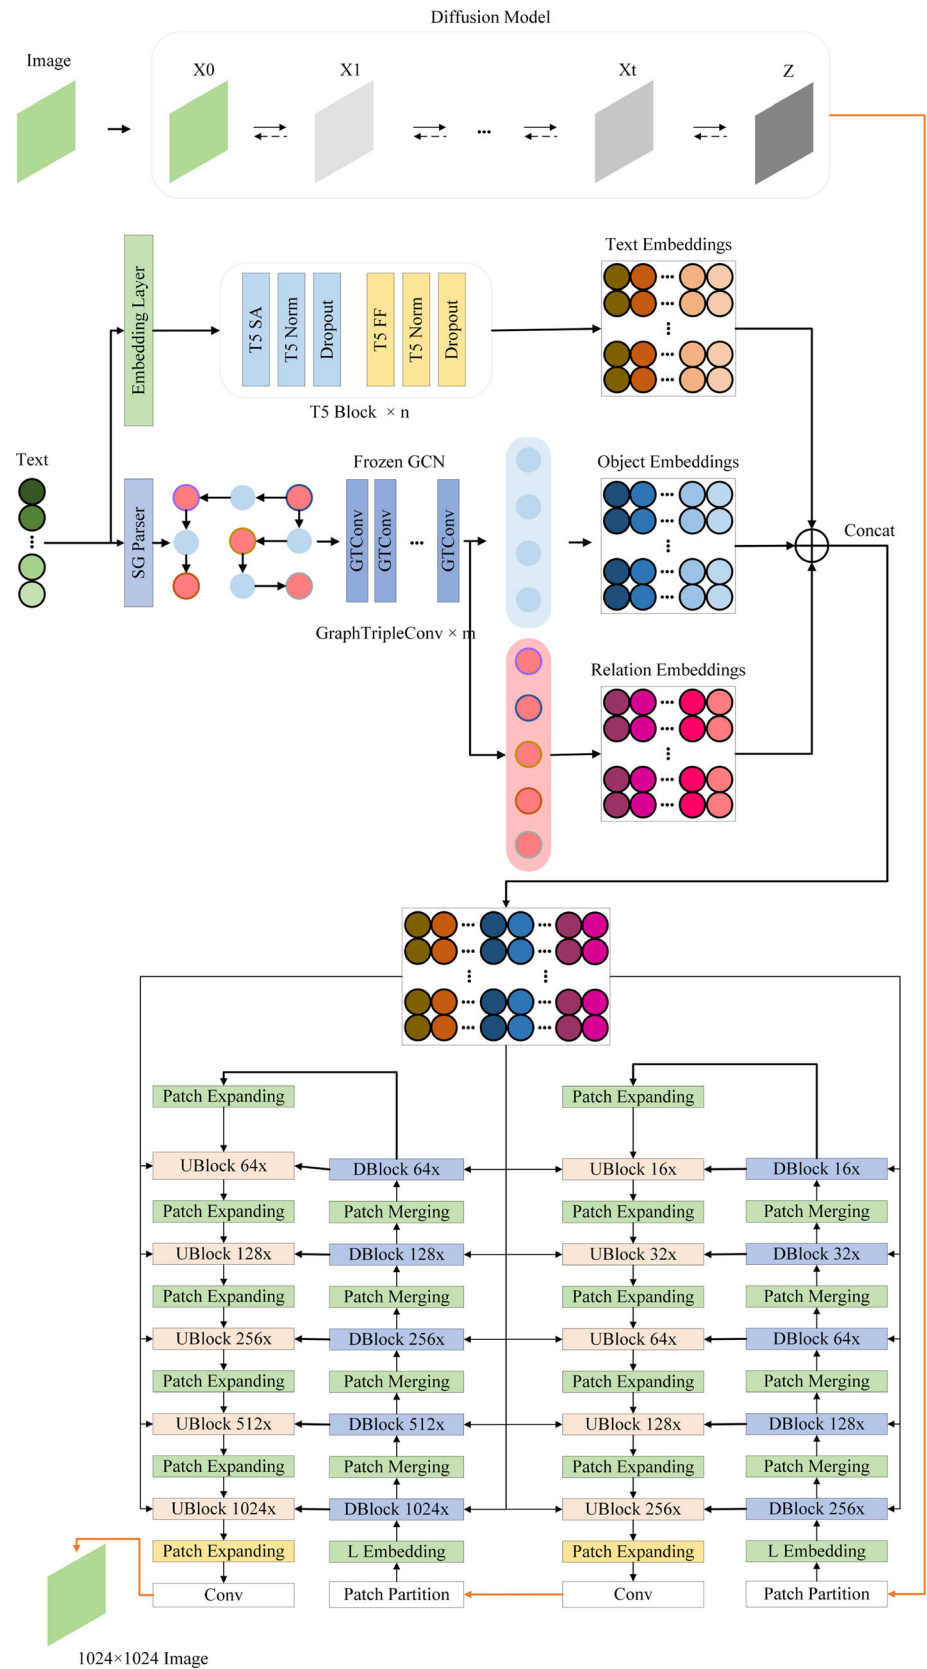 Diffusion Model
Image
X0
X1
Xt
Z
Text Embeddings
Embedding Layer
T5 SA
T5 Norm
Dropout
T5 FF
T5 Norm
Dropout
T5 Block × n
Text
Frozen GCN
Object Embeddings
SG Parser
GTConv
GTConv
GTConv
Concat
GraphTripleConv × m
Relation Embeddings
Patch Expanding
Patch Expanding
UBlock 64x
DBlock 64x
UBlock 16x
DBlock 16x
Patch Expanding
Patch Merging
Patch Expanding
Patch Merging
UBlock 128x
DBlock 128x
UBlock 32x
DBlock 32x
Patch Expanding
Patch Merging
Patch Expanding
Patch Merging
UBlock 256x
DBlock 256x
UBlock 64x
DBlock 64x
Patch Expanding
Patch Merging
Patch Expanding
Patch Merging
UBlock 512x
DBlock 512x
UBlock 128x
DBlock 128x
Patch Expanding
Patch Merging
Patch Expanding
Patch Merging
UBlock 1024x
DBlock 1024x
UBlock 256x
DBlock 256x
Patch Expanding
L Embedding
Patch Expanding
L Embedding
Conv
Patch Partition
Conv
Patch Partition
1024×1024 Image